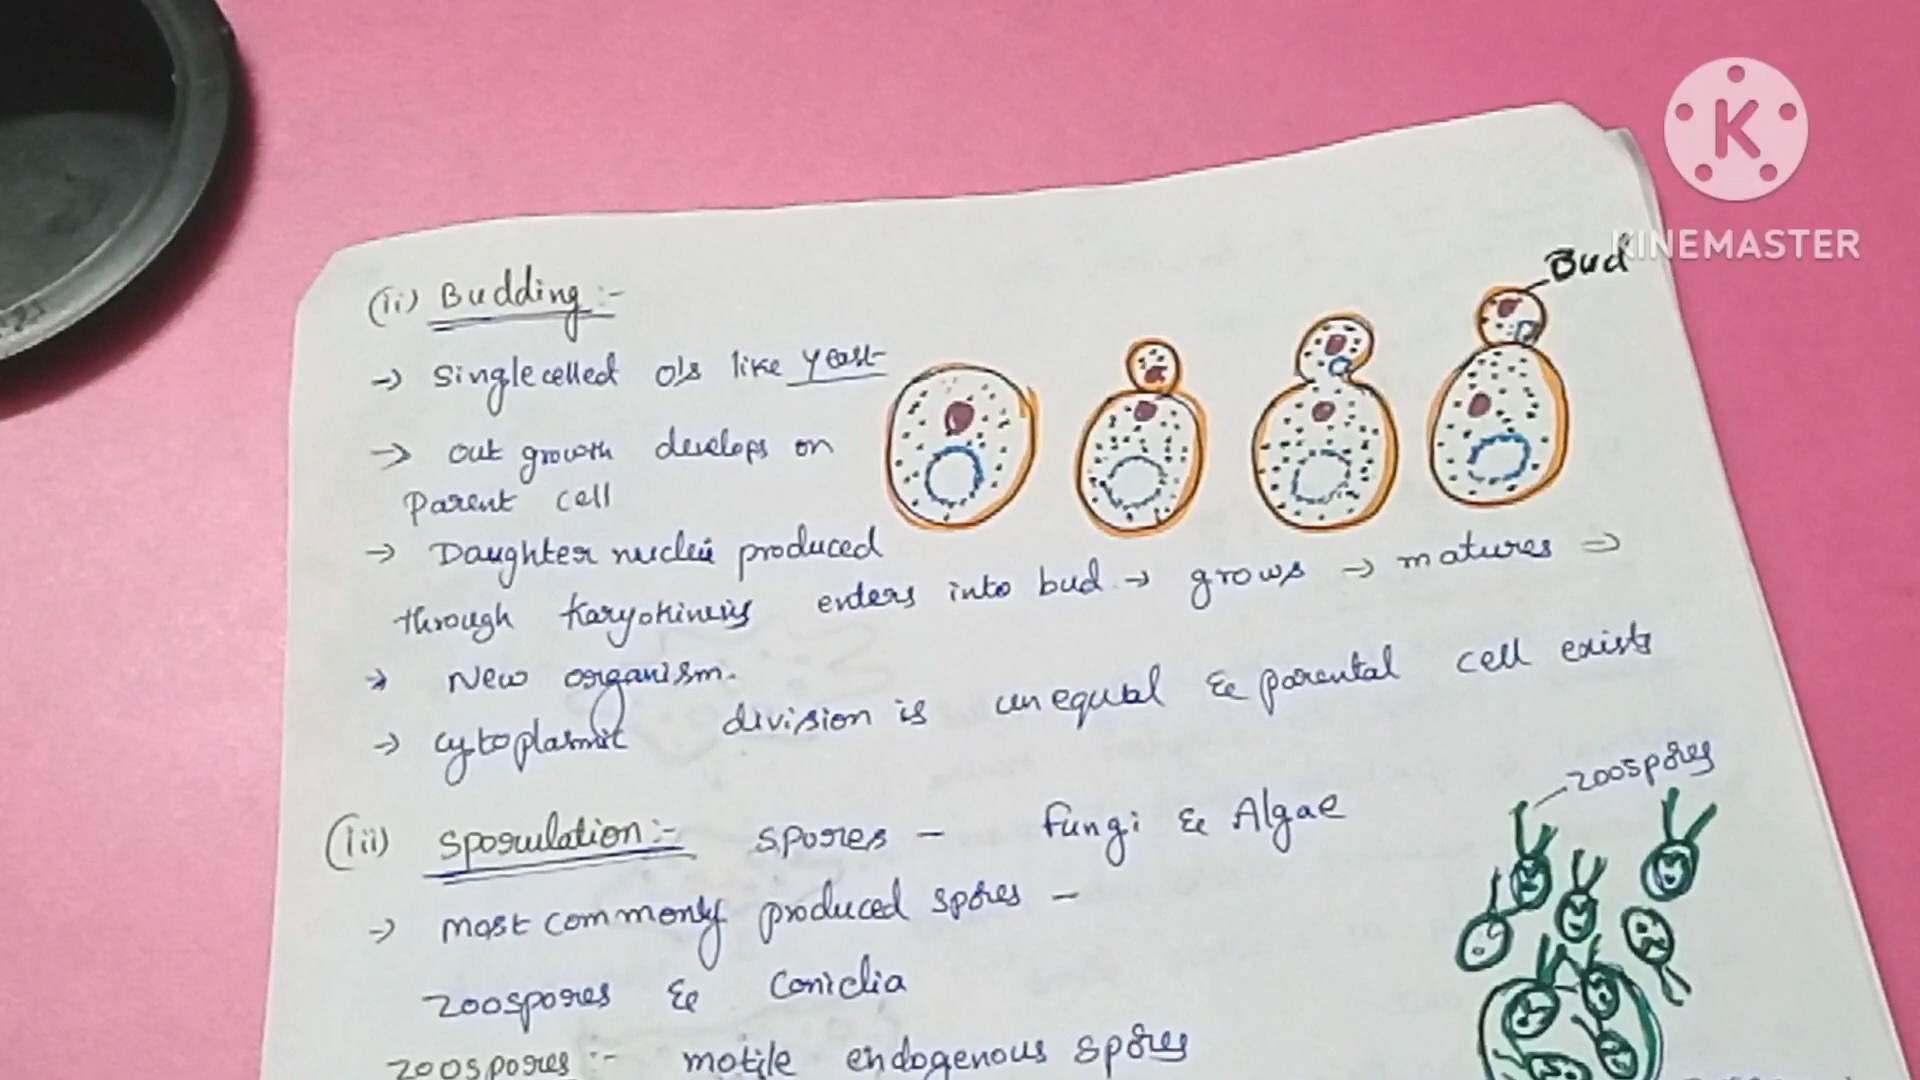 KINEMASTER
Bud
(ii) Budding :-
→ Singlecelled o's like yeast
→ out growth develops on
Parent cell
→ Daughter nuclei produced
through Karyokinesis enters into bud → grows → matures ⇒
→ New organism.
→ cytoplasmic division is unequal & parental cell exists
zoospores
(iii) Sporulation :- Spores - fungi & Algae
→ most commonly produced spores -
zoospores & Conidia
zoospores :- motile endogenous spores